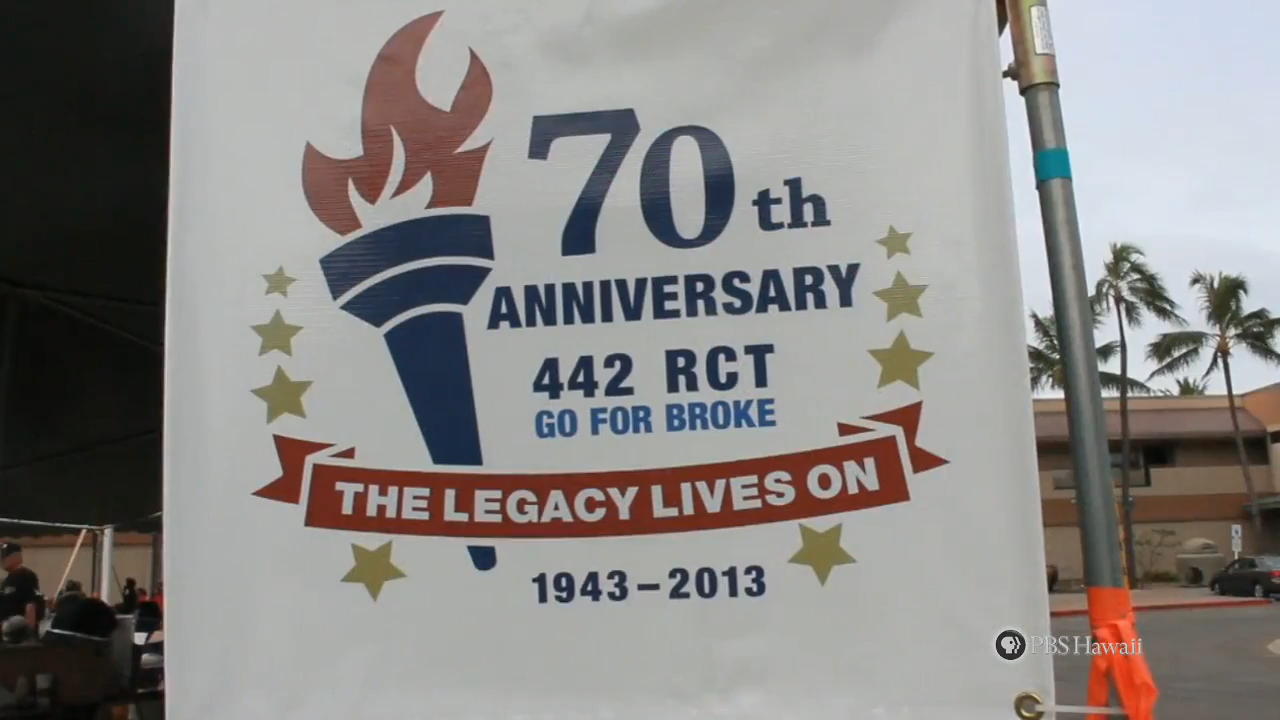 70th
ANNIVERSARY
442 RCT
GO FOR BROKE
THE LEGACY LIVES ON
1943-2013
PBS Hawaii